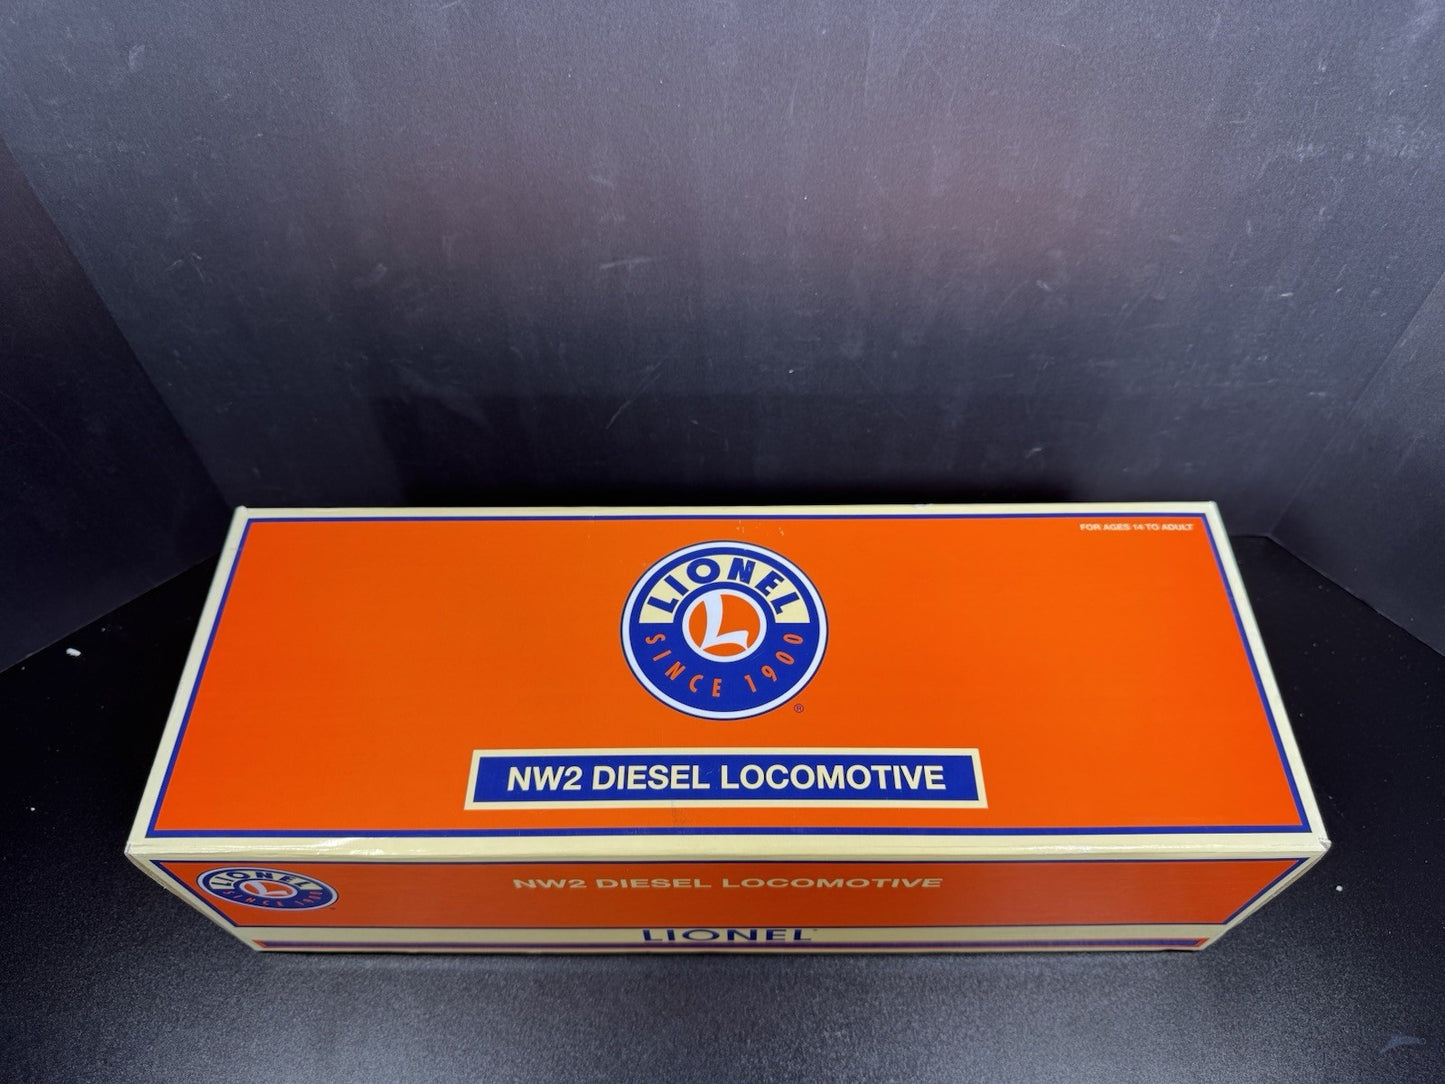 FOR AGES 14 TO ADULT
LIONEL
L
SINCE 1900
®
NW2 DIESEL LOCOMOTIVE
LIONEL
L
SINCE 1900
NW2 DIESEL LOCOMOTIVE
LIONEL